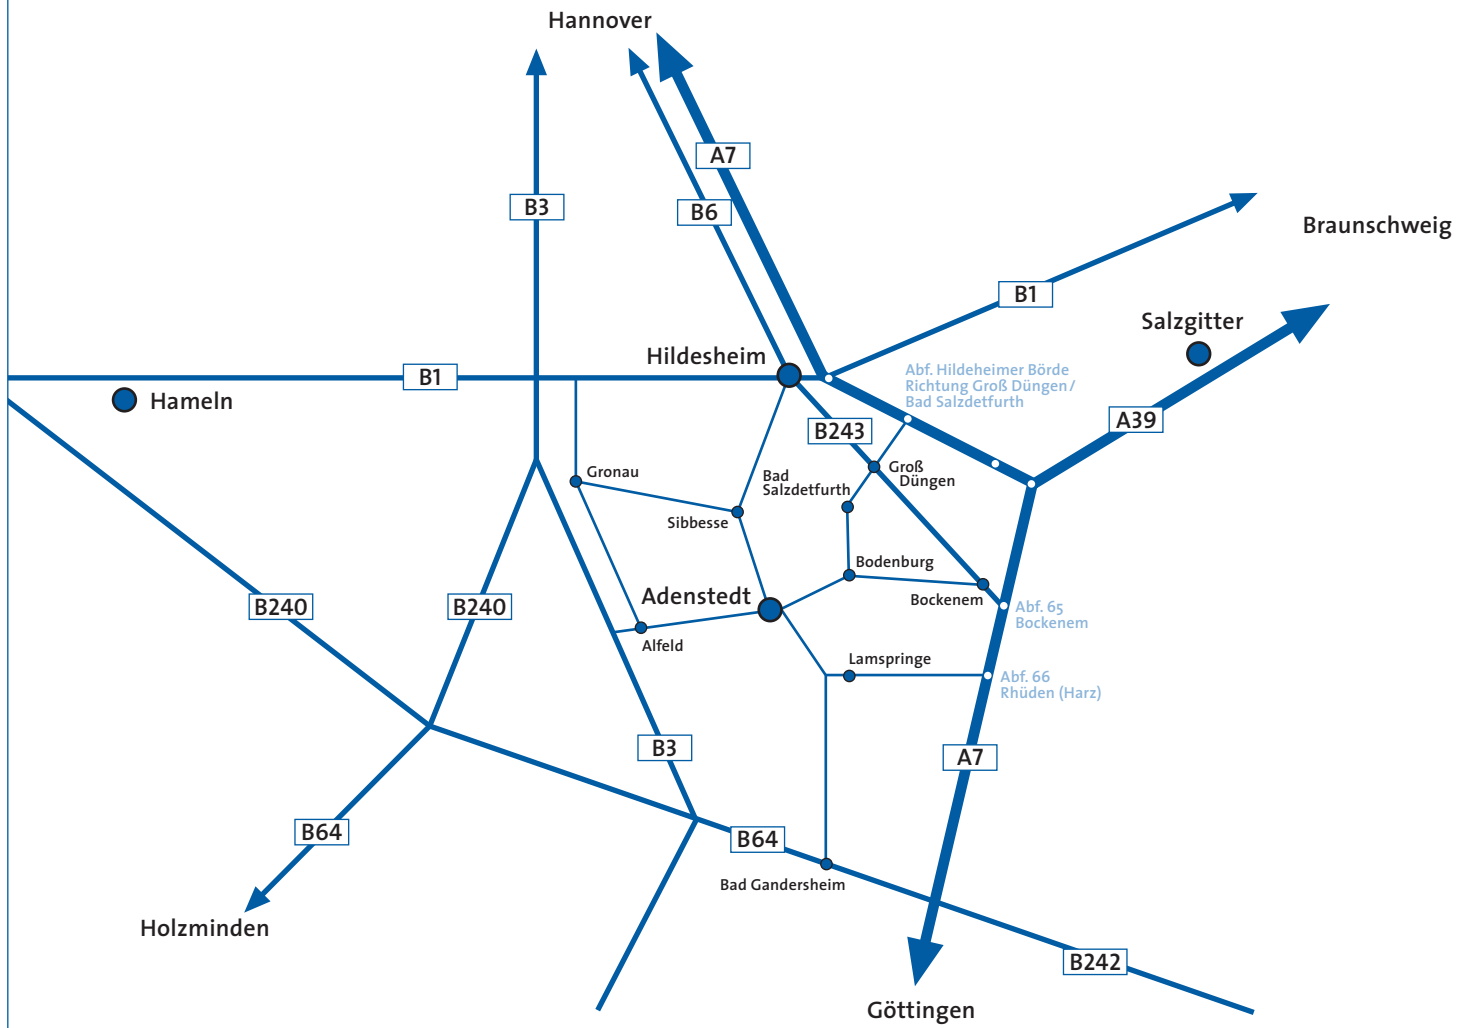 Hannover
A7
B3
B6
Braunschweig
B1
Salzgitter
Hildesheim
Abf. Hildeheimer Börde
Richtung Groß Düngen /
Bad Salzdetfurth
B1
Hameln
A39
B243
Gronau
Bad
Salzdetfurth
Groß
Düngen
Sibbesse
Bodenburg
Adenstedt
Bockenem
B240
B240
Abf. 65
Bockenem
Alfeld
Lamspringe
Abf. 66
Rhüden (Harz)
B3
A7
B64
B64
Bad Gandersheim
Holzminden
B242
Göttingen